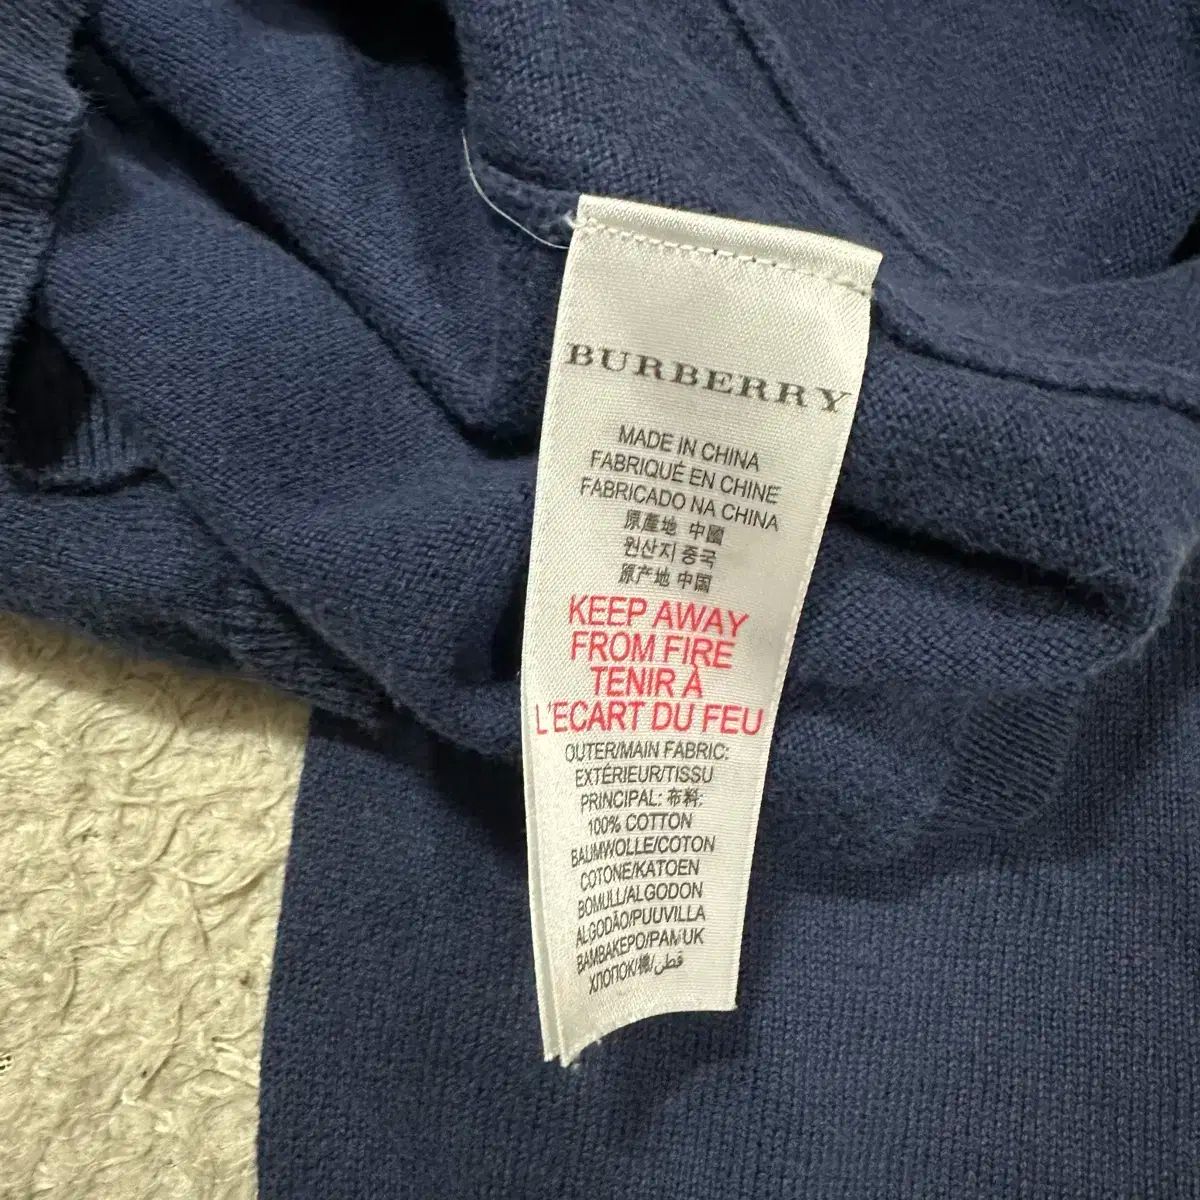 BURBERRY
MADE IN CHINA
FABRIQUÉ EN CHINE
FABRICADO NA CHINA
原產地 中國
원산지 중국
原产地 中国
KEEP AWAY
FROM FIRE
TENIR À
L'ECART DU FEU
OUTER/MAIN FABRIC:
EXTÉRIEUR/TISSU
PRINCIPAL: 布料:
100% COTTON
BAUMWOLLE/COTON
COTONE/KATOEN
BOMULL/ALGODON
ALGODÃO/PUUVILLA
BAMBAKEPO/PAMUK
ХЛОПОК/棉/قطن